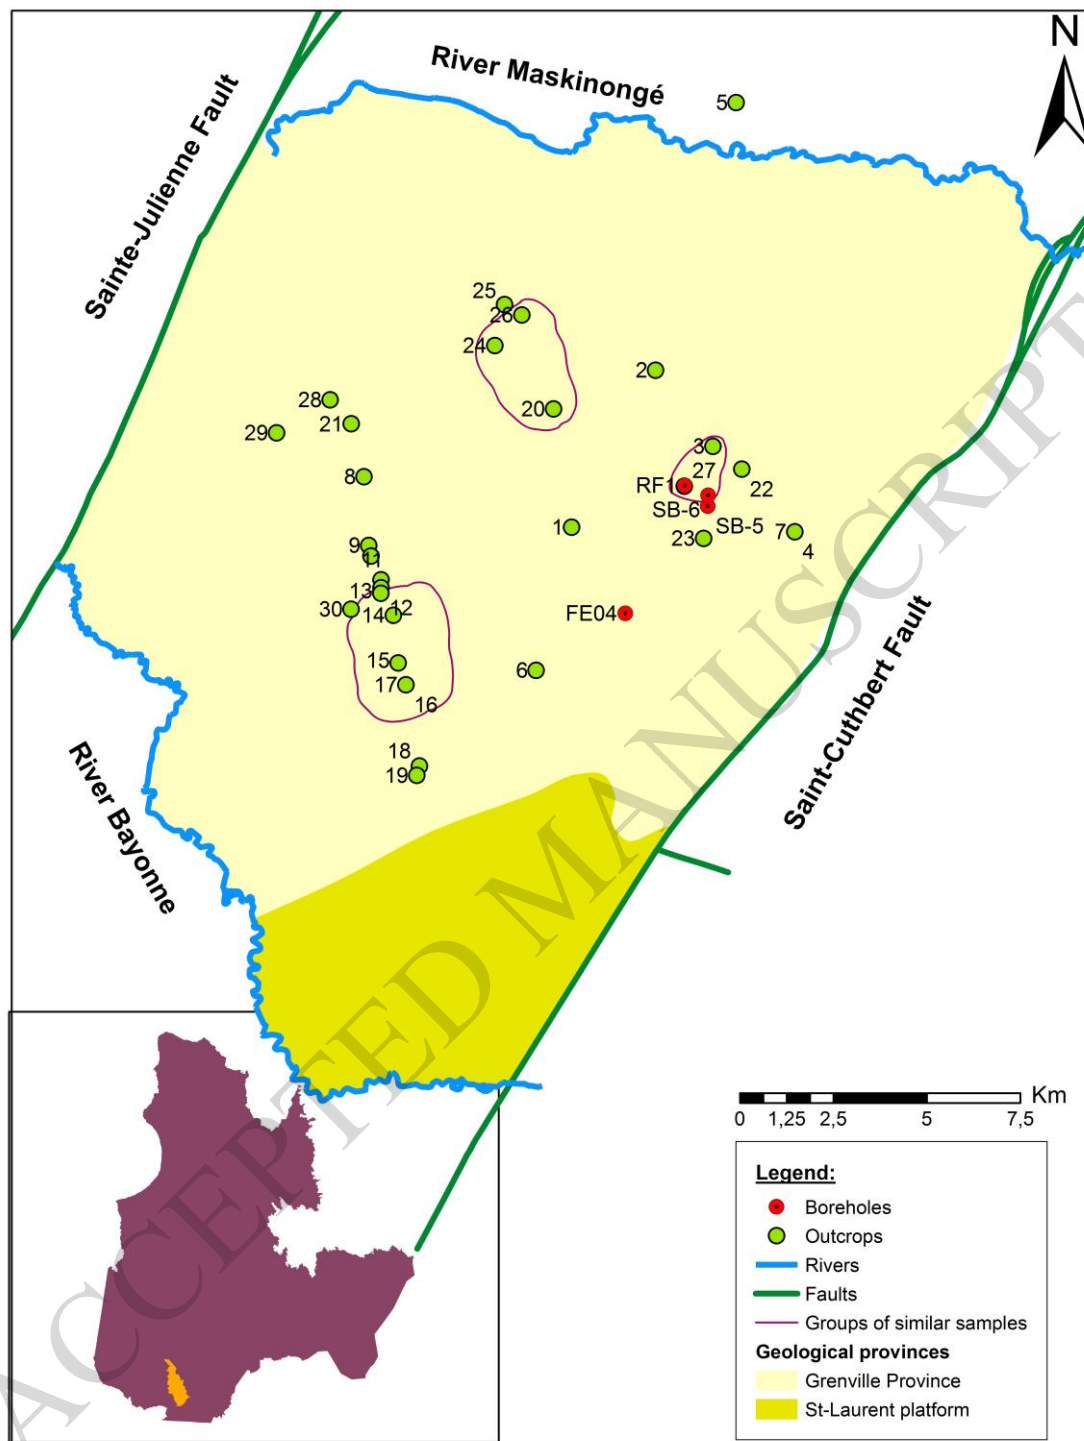 N
River Maskinongé
5
Sainte-Julienne Fault
25
26
24
2
28
20
21
29
3
27
22
8
RF1
SB-6
SB-5
1
23
7
4
9
11
13
12
30
14
FE04
15
6
17
16
Saint-Cuthbert Fault
18
19
River Bayonne
ACCEPTED MANUSCRIPT
Km
0 1,25 2,5 5 7,5
Legend:
Boreholes
Outcrops
Rivers
Faults
Groups of similar samples
Geological provinces
Grenville Province
St-Laurent platform